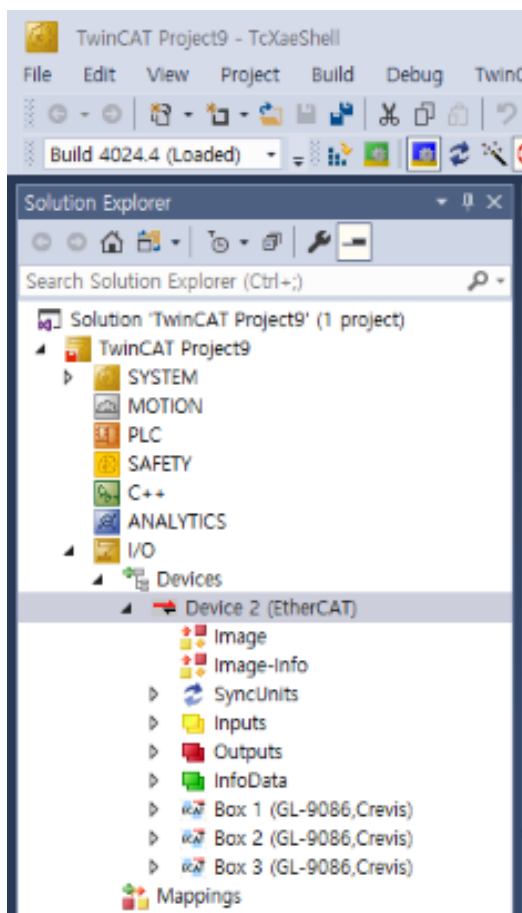 TwinCAT Project9 - TcXaeShell
File Edit View Project Build Debug
Build 4024.4 (Loaded)
Solution Explorer
Search Solution Explorer (Ctrl+;)
Solution 'TwinCAT Project9' (1 project)
TwinCAT Project9
SYSTEM
MOTION
PLC
SAFETY
C++
ANALYTICS
I/O
Devices
Device 2 (EtherCAT)
Image
Image-Info
SyncUnits
Inputs
Outputs
InfoData
Box 1 (GL-9086,Crevis)
Box 2 (GL-9086,Crevis)
Box 3 (GL-9086,Crevis)
Mappings